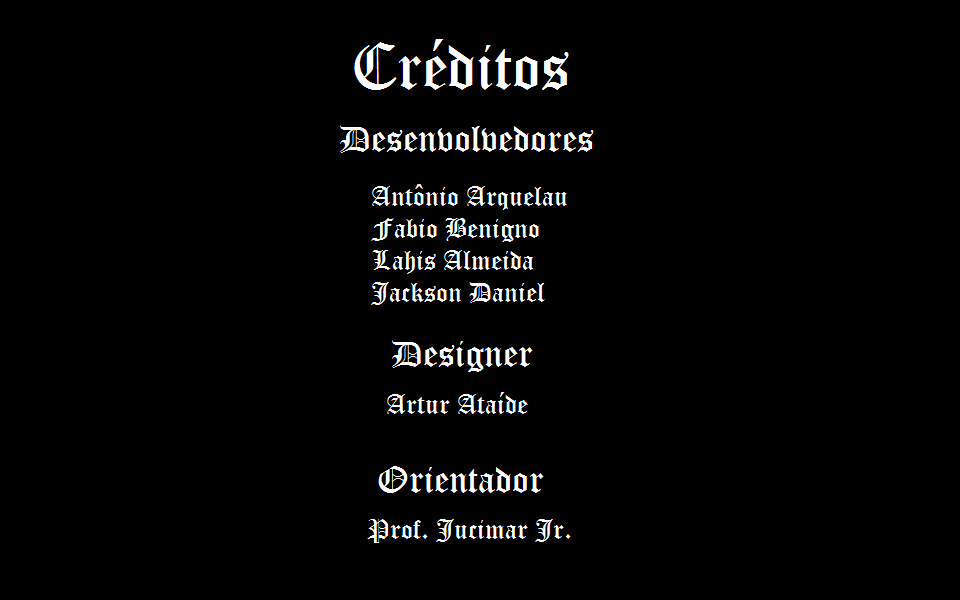 Créditos
Desenvolvedores
Antônio Arquelau
Fabio Benigno
Lahis Almeida
Jackson Daniel
Designer
Artur Ataíde
Orientador
Prof. Jucimar Jr.